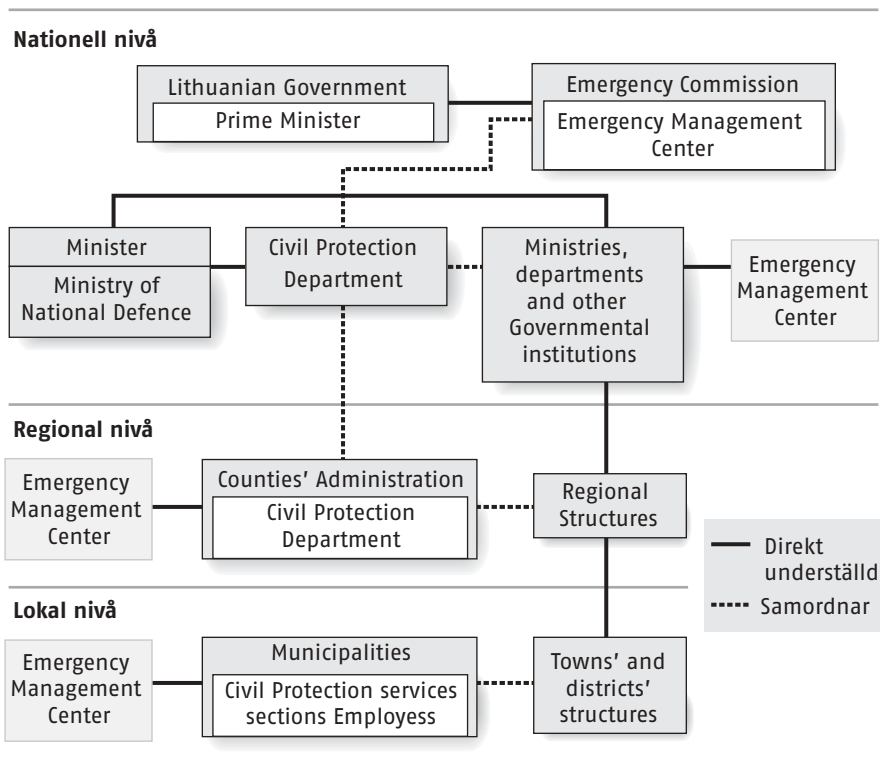 Nationell nivå
Lithuanian Government
Prime Minister
Emergency Commission
Emergency Management
Center
Minister
Ministry of
National Defence
Civil Protection
Department
Ministries,
departments
and other
Governmental
institutions
Emergency
Management
Center
Regional nivå
Emergency
Management
Center
Counties' Administration
Civil Protection
Department
Regional
Structures
Direkt
underställd
Samordnar
Lokal nivå
Emergency
Management
Center
Municipalities
Civil Protection services
sections Employess
Towns' and
districts'
structures